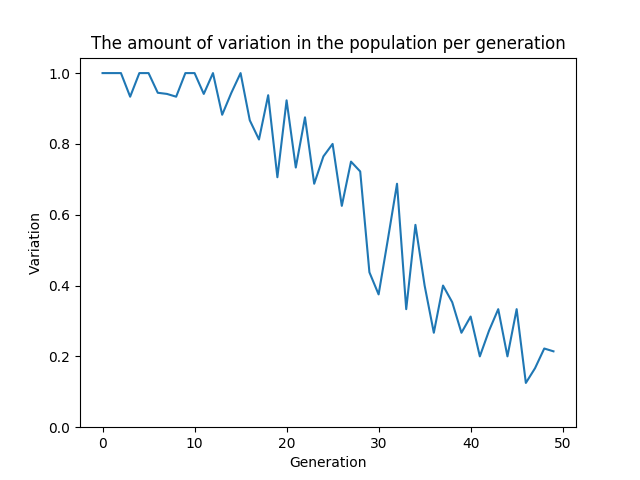 The amount of variation in the population per generation
1.0
0.8
0.6
0.4
0.2
0.0
Variation
0 10 20 30 40 50
Generation